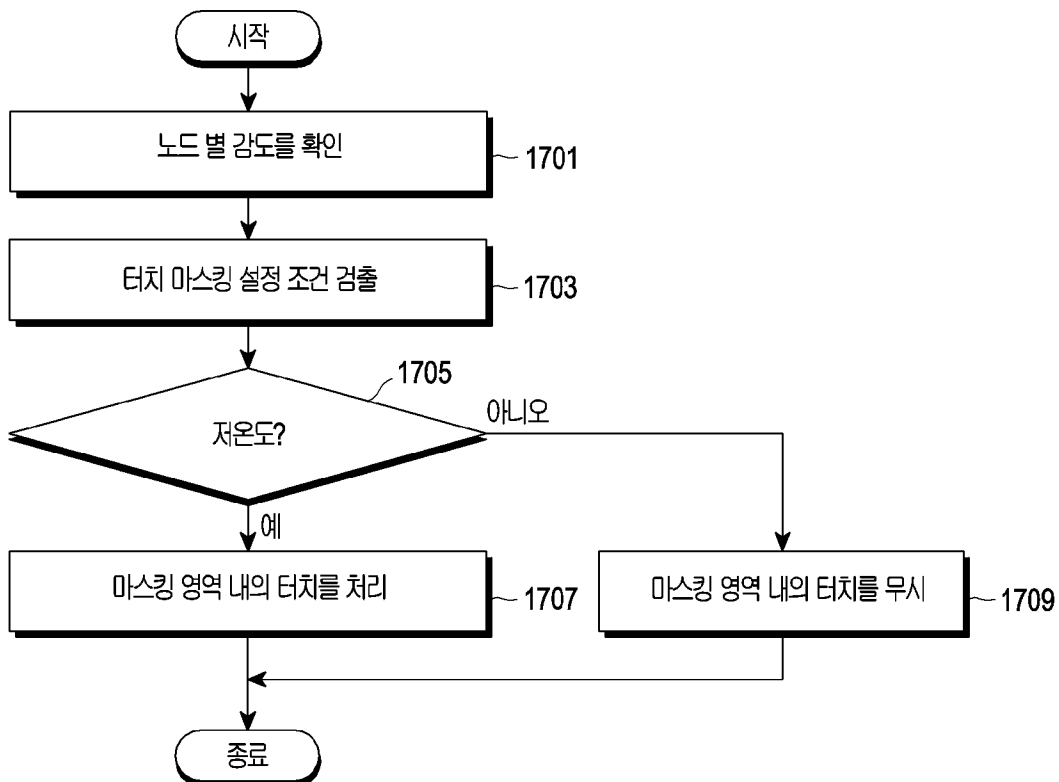 시작
노드 별 감도를 확인
1701
터치 마스킹 설정 조건 검출
1703
1705
저온도?
아니오
예
마스킹 영역 내의 터치를 처리
1707
마스킹 영역 내의 터치를 무시
1709
종료